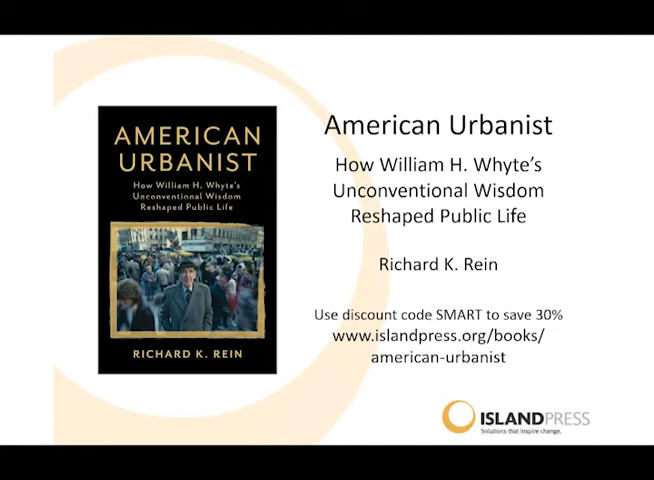 AMERICAN
URBANIST
How William H. Whyte's
Unconventional Wisdom
Reshaped Public Life
RICHARD K. REIN
American Urbanist
How William H. Whyte's
Unconventional Wisdom
Reshaped Public Life
Richard K. Rein
Use discount code SMART to save 30%
www.islandpress.org/books/
american-urbanist
ISLANDPRESS
Solutions that inspire change.